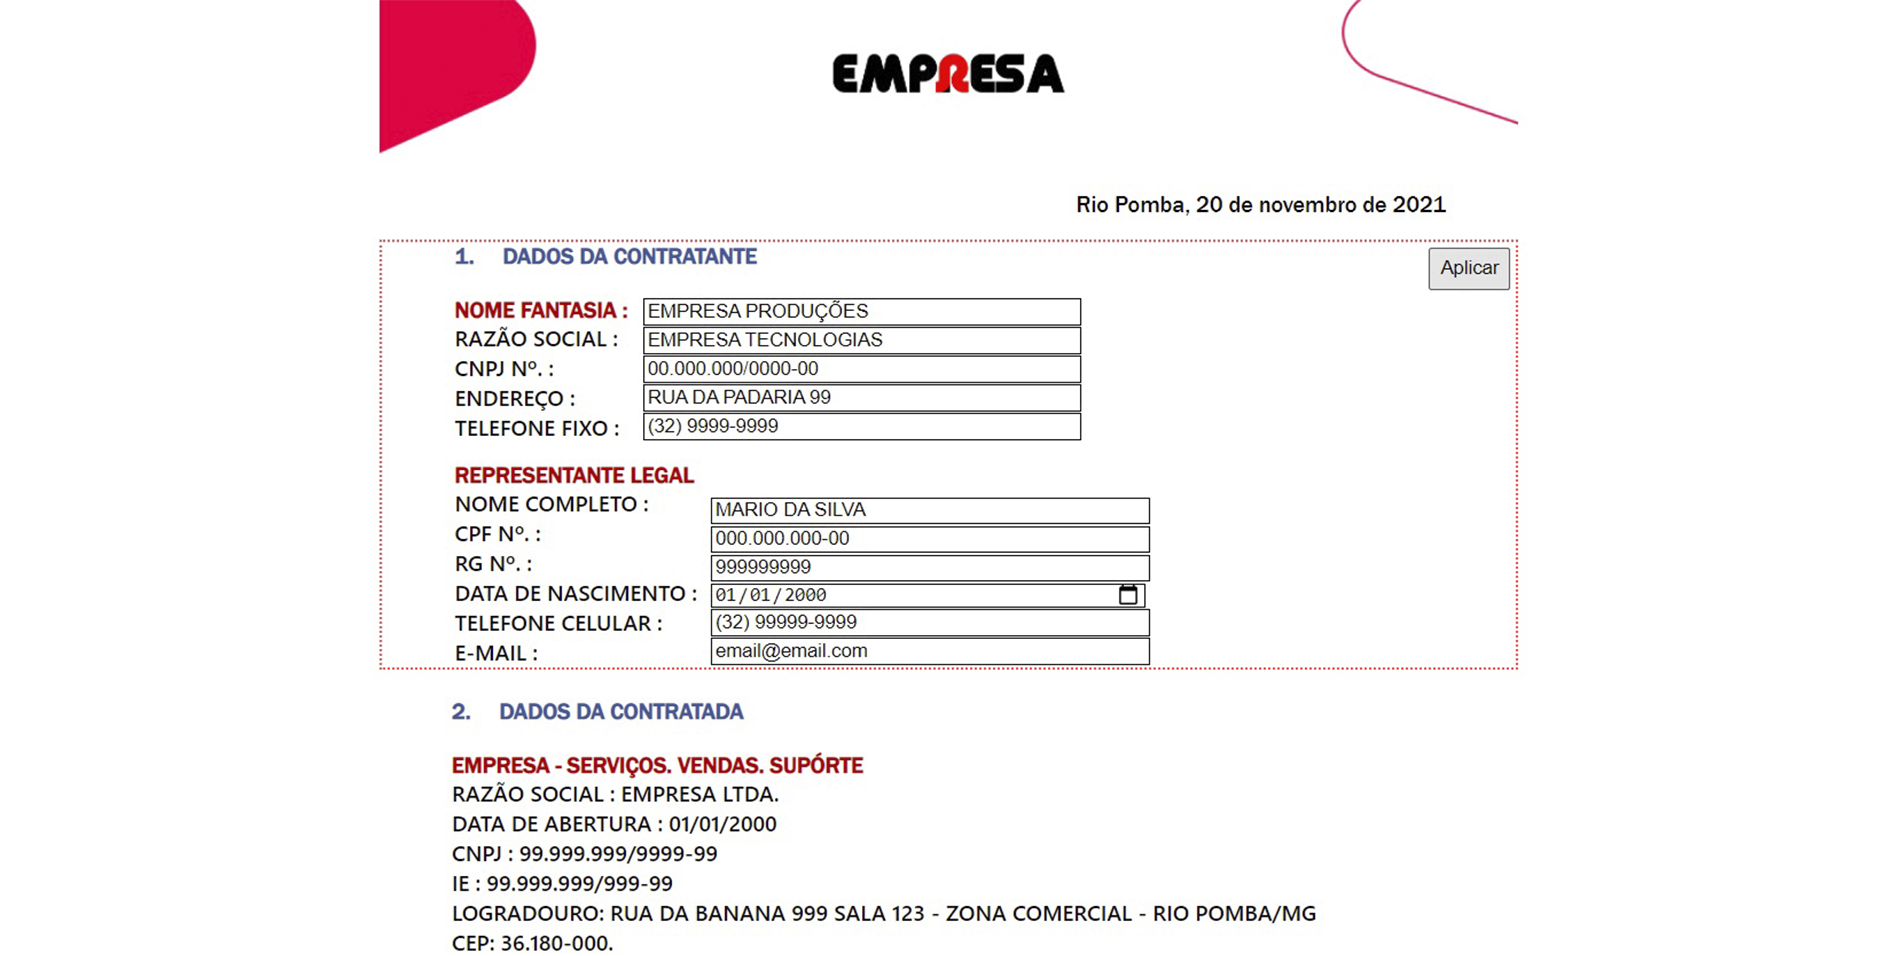 EMPRESA
Rio Pomba, 20 de novembro de 2021
1. DADOS DA CONTRATANTE
Aplicar
NOME FANTASIA : EMPRESA PRODUÇÕES
RAZÃO SOCIAL : EMPRESA TECNOLOGIAS
CNPJ Nº. : 00.000.000/0000-00
ENDEREÇO : RUA DA PADARIA 99
TELEFONE FIXO : (32) 9999-9999
REPRESENTANTE LEGAL
NOME COMPLETO : MARIO DA SILVA
CPF Nº. : 000.000.000-00
RG Nº. : 999999999
DATA DE NASCIMENTO : 01/01/2000
TELEFONE CELULAR : (32) 99999-9999
E-MAIL : email@email.com
2. DADOS DA CONTRATADA
EMPRESA - SERVIÇOS. VENDAS. SUPÓRTE
RAZÃO SOCIAL : EMPRESA LTDA.
DATA DE ABERTURA : 01/01/2000
CNPJ : 99.999.999/9999-99
IE : 99.999.999/999-99
LOGRADOURO: RUA DA BANANA 999 SALA 123 - ZONA COMERCIAL - RIO POMBA/MG
CEP: 36.180-000.